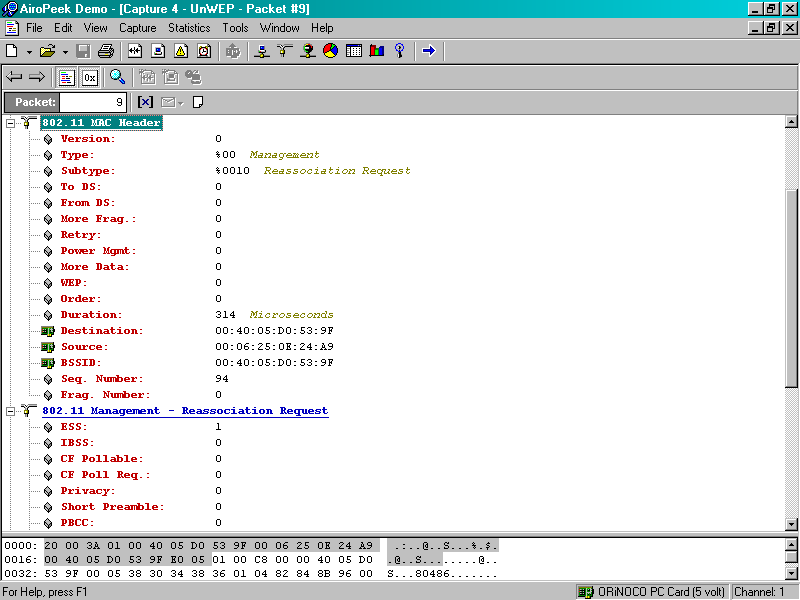 AiroPeek Demo - [Capture 4 - UnWEP - Packet #9]
File Edit View Capture Statistics Tools Window Help
0x
Packet: 9 [x]
802.11 MAC Header
Version: 0
Type: %00 Management
Subtype: %0010 Reassociation Request
To DS: 0
From DS: 0
More Frag.: 0
Retry: 0
Power Mgmt: 0
More Data: 0
WEP: 0
Order: 0
Duration: 314 Microseconds
Destination: 00:40:05:D0:53:9F
Source: 00:06:25:0E:24:A9
BSSID: 00:40:05:D0:53:9F
Seq. Number: 94
Frag. Number: 0
802.11 Management - Reassociation Request
ESS: 1
IBSS: 0
CF Pollable: 0
CF Poll Req.: 0
Privacy: 0
Short Preamble: 0
PBCC: 0
0000: 20 00 3A 01 00 40 05 D0 53 9F 00 06 25 0E 24 A9 .:..@..S...%.$.
0016: 00 40 05 D0 53 9F E0 05 01 00 C8 00 00 40 05 D0 .@..S........@..
0032: 53 9F 00 05 38 30 34 38 36 01 04 82 84 8B 96 00 S...80486.......
For Help, press F1
ORiNOCO PC Card (5 volt) Channel: 1